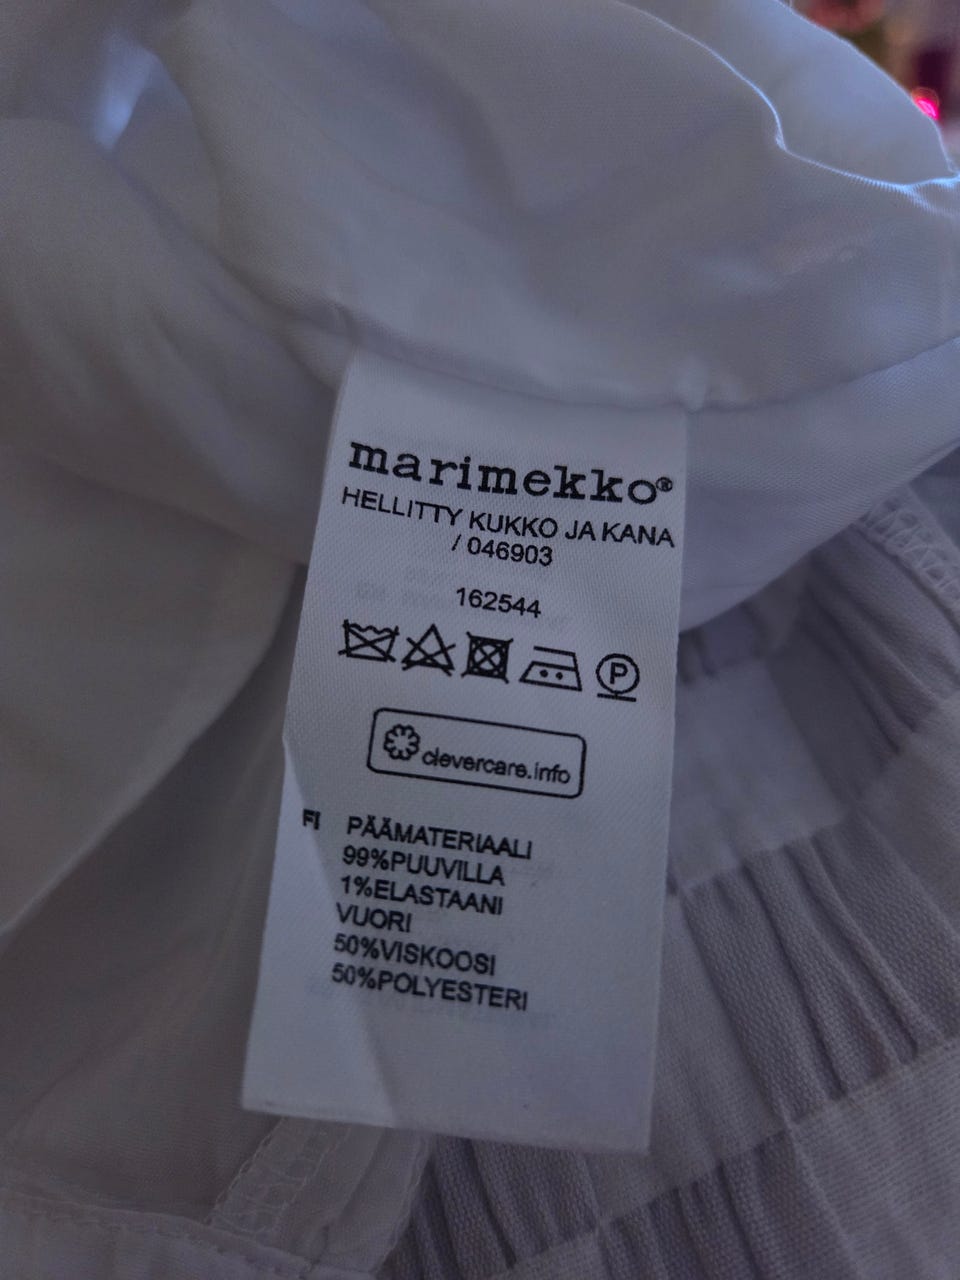 marimekko®
HELLITTY KUKKO JA KANA
/ 046903
162544
P
clevercare.info
FI PÄÄMATERIAALI
99%PUUVILLA
1%ELASTAANI
VUORI
50%VISKOOSI
50%POLYESTERI